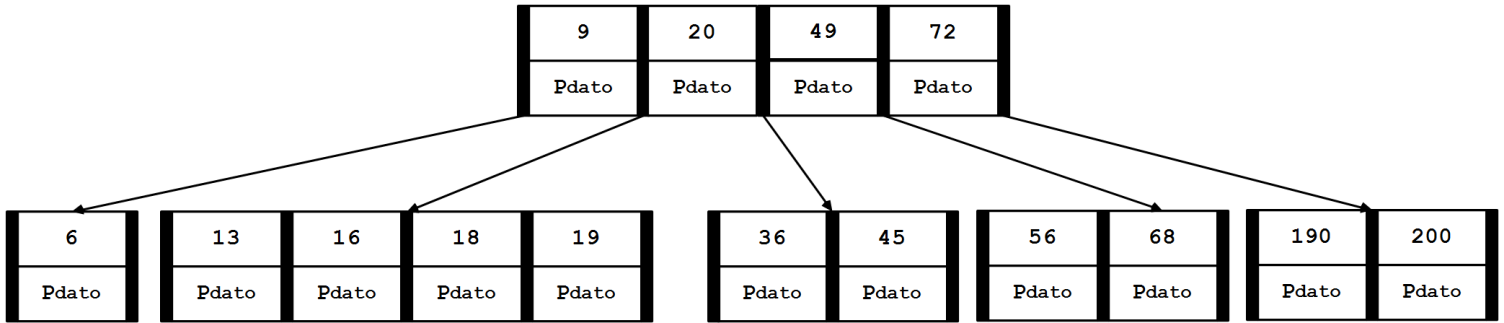 9 20 49 72
Pdato Pdato Pdato Pdato
6 13 16 18 19 36 45 56 68 190 200
Pdato Pdato Pdato Pdato Pdato Pdato Pdato Pdato Pdato Pdato Pdato